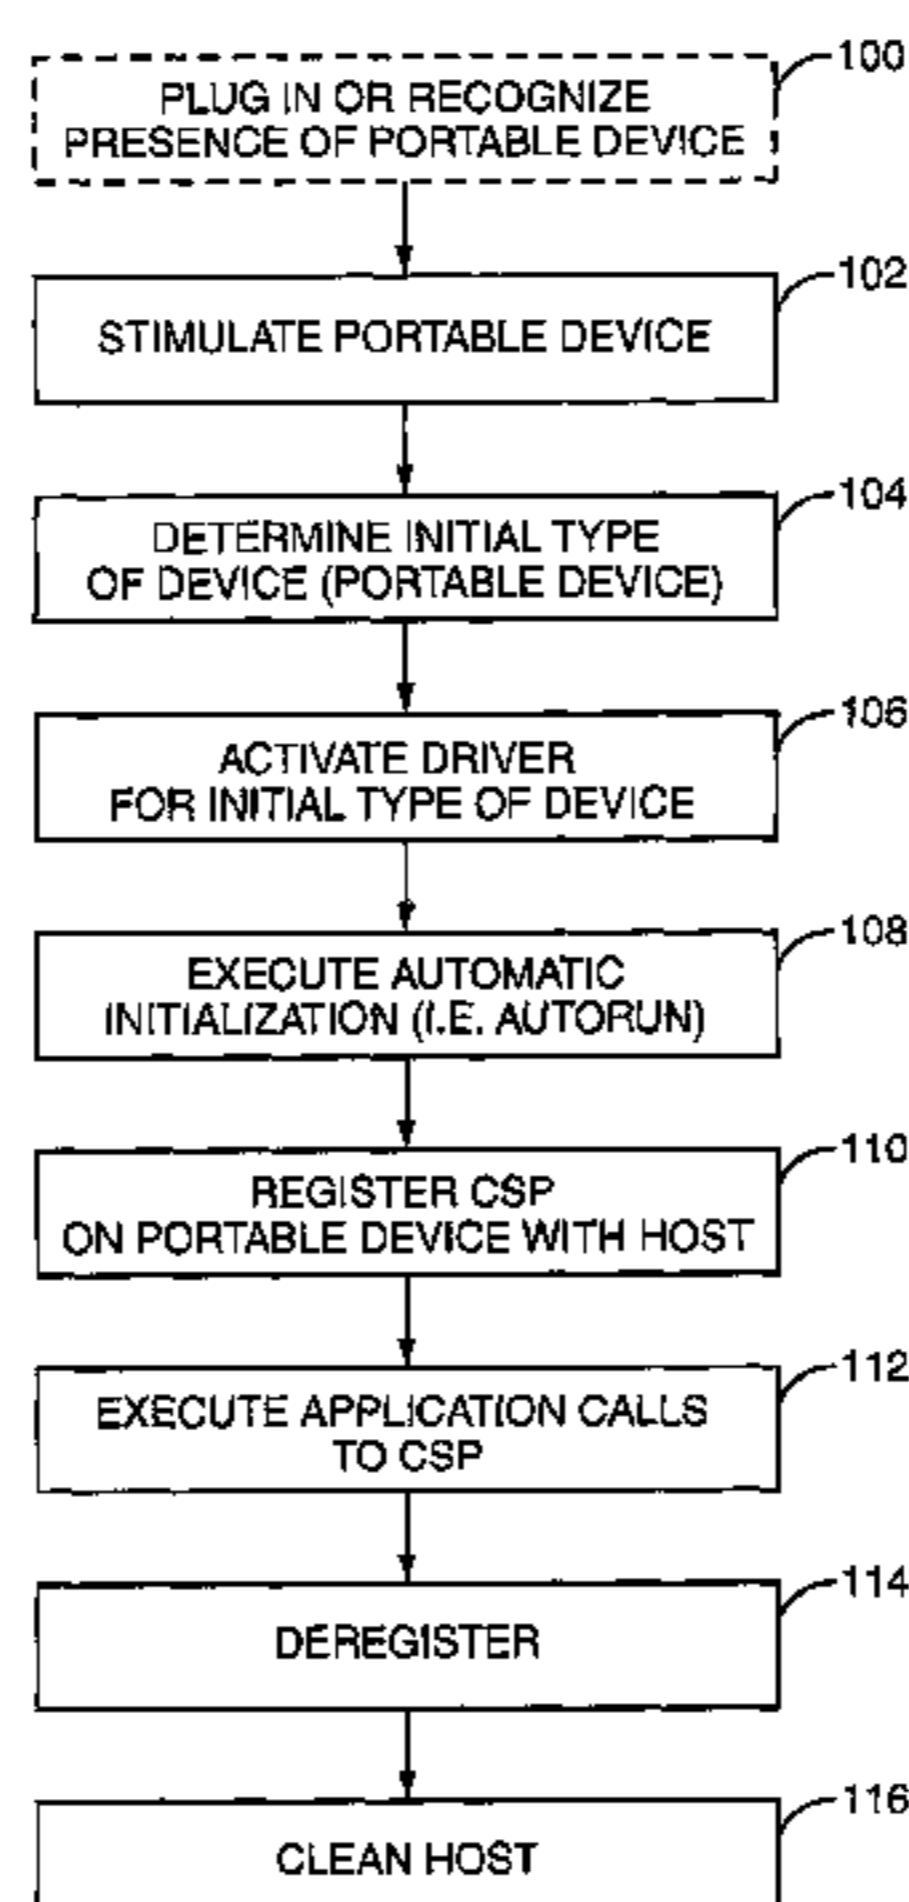 100
PLUG IN OR RECOGNIZE
PRESENCE OF PORTABLE DEVICE
102
STIMULATE PORTABLE DEVICE
104
DETERMINE INITIAL TYPE
OF DEVICE (PORTABLE DEVICE)
106
ACTIVATE DRIVER
FOR INITIAL TYPE OF DEVICE
108
EXECUTE AUTOMATIC
INITIALIZATION (I.E. AUTORUN)
110
REGISTER CSP
ON PORTABLE DEVICE WITH HOST
112
EXECUTE APPLICATION CALLS
TO CSP
114
DEREGISTER
116
CLEAN HOST